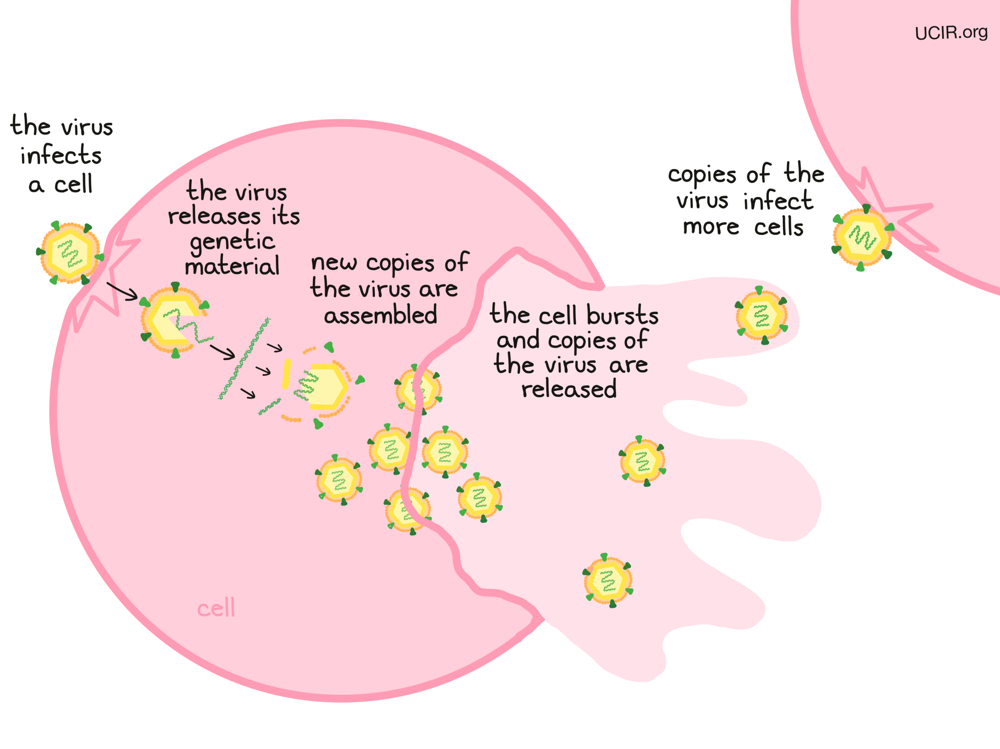 the virus
infects
a cell
the virus
releases its
genetic
material
new copies of
the virus are
assembled
the cell bursts
and copies of
the virus are
released
copies of the
virus infect
more cells
UCIR.org
cell